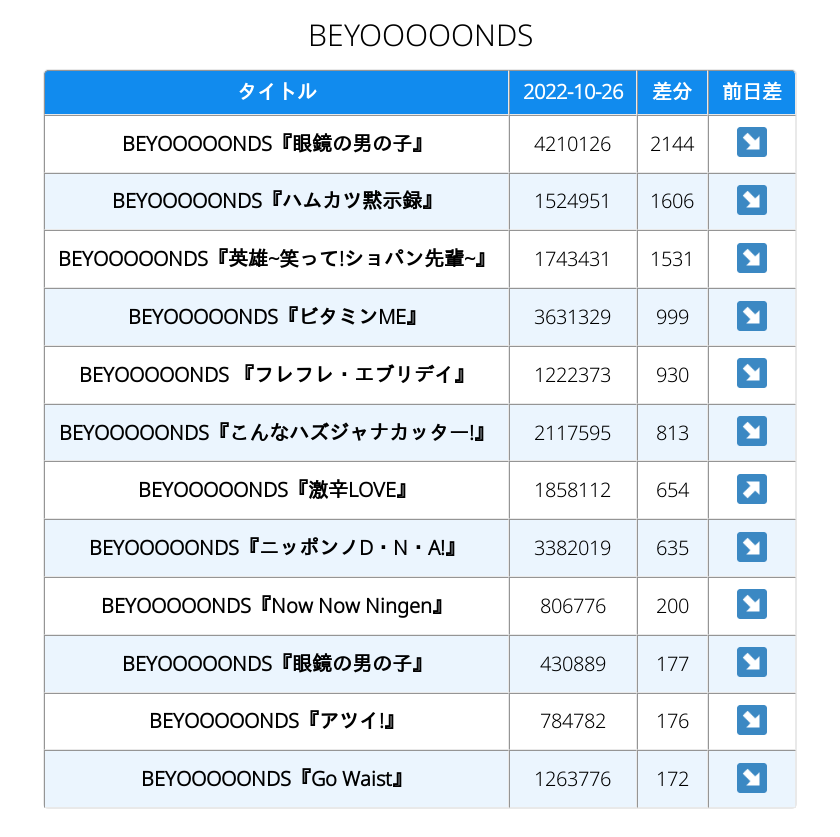 BEYOOOOONDS
タイトル 2022-10-26 差分 前日差
BEYOOOOONDS『眼鏡の男の子』 4210126 2144 ↘
BEYOOOOONDS『ハムカツ黙示録』 1524951 1606 ↘
BEYOOOOONDS『英雄~笑って!ショパン先輩~』 1743431 1531 ↘
BEYOOOOONDS『ビタミンME』 3631329 999 ↘
BEYOOOOONDS 『フレフレ・エブリデイ』 1222373 930 ↘
BEYOOOOONDS『こんなハズジャナカッター!』 2117595 813 ↘
BEYOOOOONDS『激辛LOVE』 1858112 654 ↗
BEYOOOOONDS『ニッポンノD・N・A!』 3382019 635 ↘
BEYOOOOONDS『Now Now Ningen』 806776 200 ↘
BEYOOOOONDS『眼鏡の男の子』 430889 177 ↘
BEYOOOOONDS『アツイ!』 784782 176 ↘
BEYOOOOONDS『Go Waist』 1263776 172 ↘